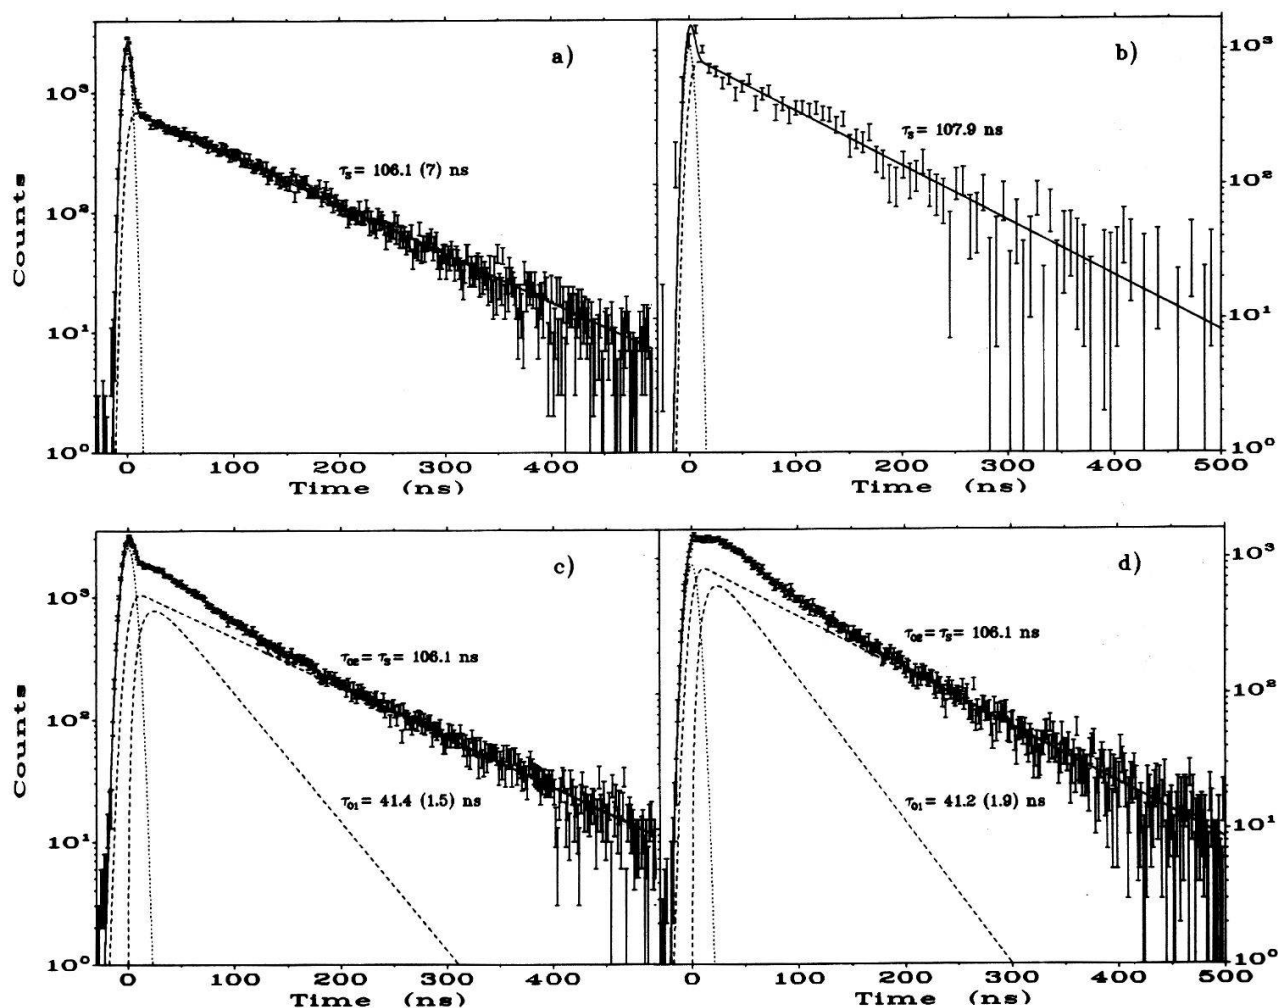 a)
b)
10³
10³
τₛ= 107.9 ns
τₛ= 106.1 (7) ns
10²
10²
Counts
10¹
10¹
10⁰
10⁰
0 100 200 300 400
0 100 200 300 400 500
Time (ns)
Time (ns)
c)
d)
10³
10³
τ₀₂= τₛ= 106.1 ns
τ₀₂= τₛ= 106.1 ns
10²
10²
Counts
τ₀₁= 41.4 (1.5) ns
τ₀₁= 41.2 (1.9) ns
10¹
10¹
10⁰
10⁰
0 100 200 300 400
0 100 200 300 400 500
Time (ns)
Time (ns)